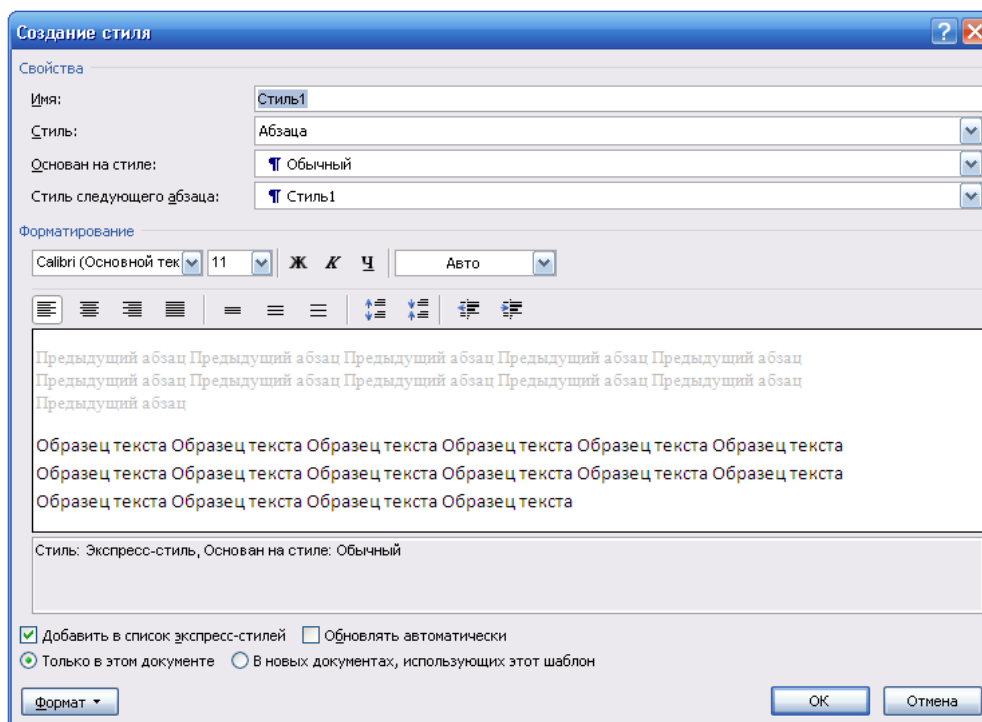 Создание стиля
Свойства
Имя: Стиль1
Стиль: Абзаца
Основан на стиле: ¶ Обычный
Стиль следующего абзаца: ¶ Стиль1
Форматирование
Calibri (Основной тек 11 Ж К Ч Авто
Предыдущий абзац Предыдущий абзац Предыдущий абзац Предыдущий абзац Предыдущий абзац
Предыдущий абзац Предыдущий абзац Предыдущий абзац Предыдущий абзац Предыдущий абзац
Предыдущий абзац
Образец текста Образец текста Образец текста Образец текста Образец текста Образец текста
Образец текста Образец текста Образец текста Образец текста Образец текста Образец текста
Образец текста Образец текста Образец текста Образец текста
Стиль: Экспресс-стиль, Основан на стиле: Обычный
Добавить в список экспресс-стилей Обновлять автоматически
Только в этом документе В новых документах, использующих этот шаблон
Формат ОК Отмена